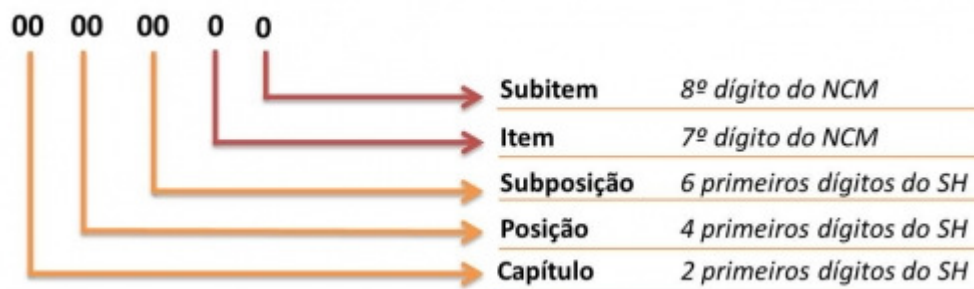 00 00 00 0 0
Subitem 8º dígito do NCM
Item 7º dígito do NCM
Subposição 6 primeiros dígitos do SH
Posição 4 primeiros dígitos do SH
Capítulo 2 primeiros dígitos do SH